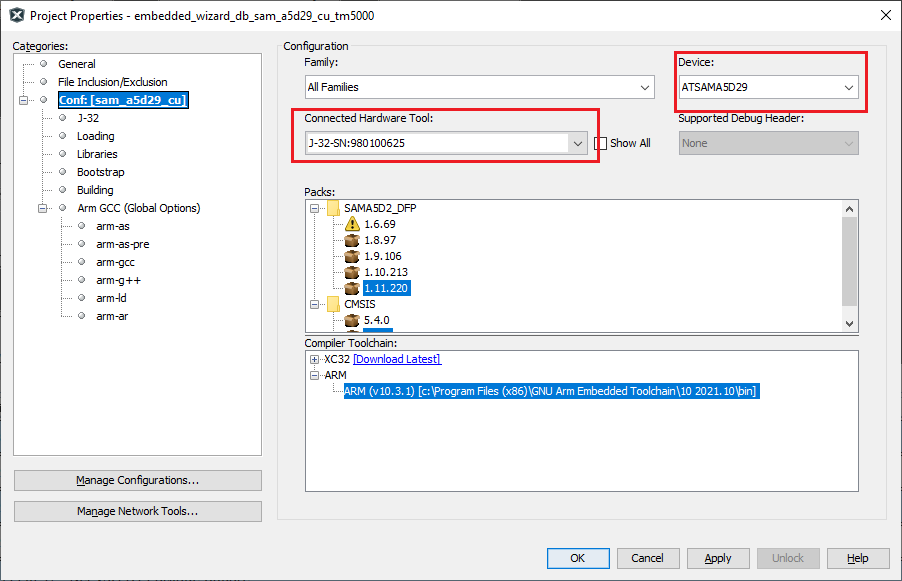 Project Properties - embedded_wizard_db_sam_a5d29_cu_tm5000
Categories:
General
File Inclusion/Exclusion
Conf: [sam_a5d29_cu]
J-32
Loading
Libraries
Bootstrap
Building
Arm GCC (Global Options)
arm-as
arm-as-pre
arm-gcc
arm-g++
arm-ld
arm-ar
Manage Configurations...
Manage Network Tools...
Configuration
Family:
Device:
All Families
ATSAMA5D29
Connected Hardware Tool:
Supported Debug Header:
J-32-SN:980100625
Show All
None
Packs:
SAMA5D2_DFP
1.6.69
1.8.97
1.9.106
1.10.213
1.11.220
CMSIS
5.4.0
Compiler Toolchain:
XC32 [Download Latest]
ARM
ARM (v10.3.1) [c:\Program Files (x86)\GNU Arm Embedded Toolchain\10 2021.10\bin]
OK
Cancel
Apply
Unlock
Help